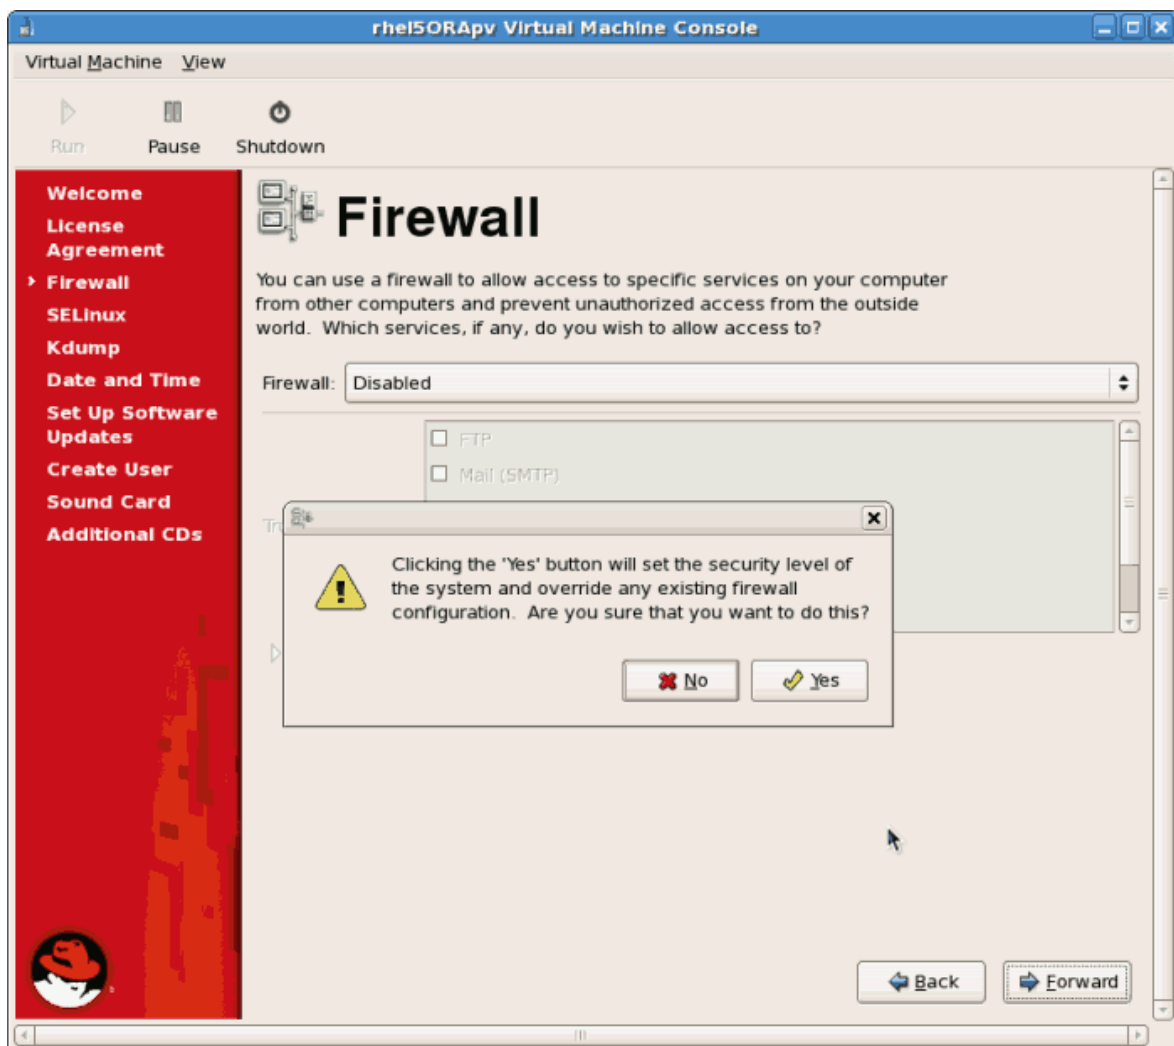 rhel5ORApv Virtual Machine Console
Virtual Machine View
Run Pause Shutdown
Welcome
License
Agreement
Firewall
SELinux
Kdump
Date and Time
Set Up Software
Updates
Create User
Sound Card
Additional CDs
Firewall
You can use a firewall to allow access to specific services on your computer
from other computers and prevent unauthorized access from the outside
world. Which services, if any, do you wish to allow access to?
Firewall: Disabled
FTP
Mail (SMTP)
Clicking the 'Yes' button will set the security level of
the system and override any existing firewall
configuration. Are you sure that you want to do this?
No Yes
Back Forward